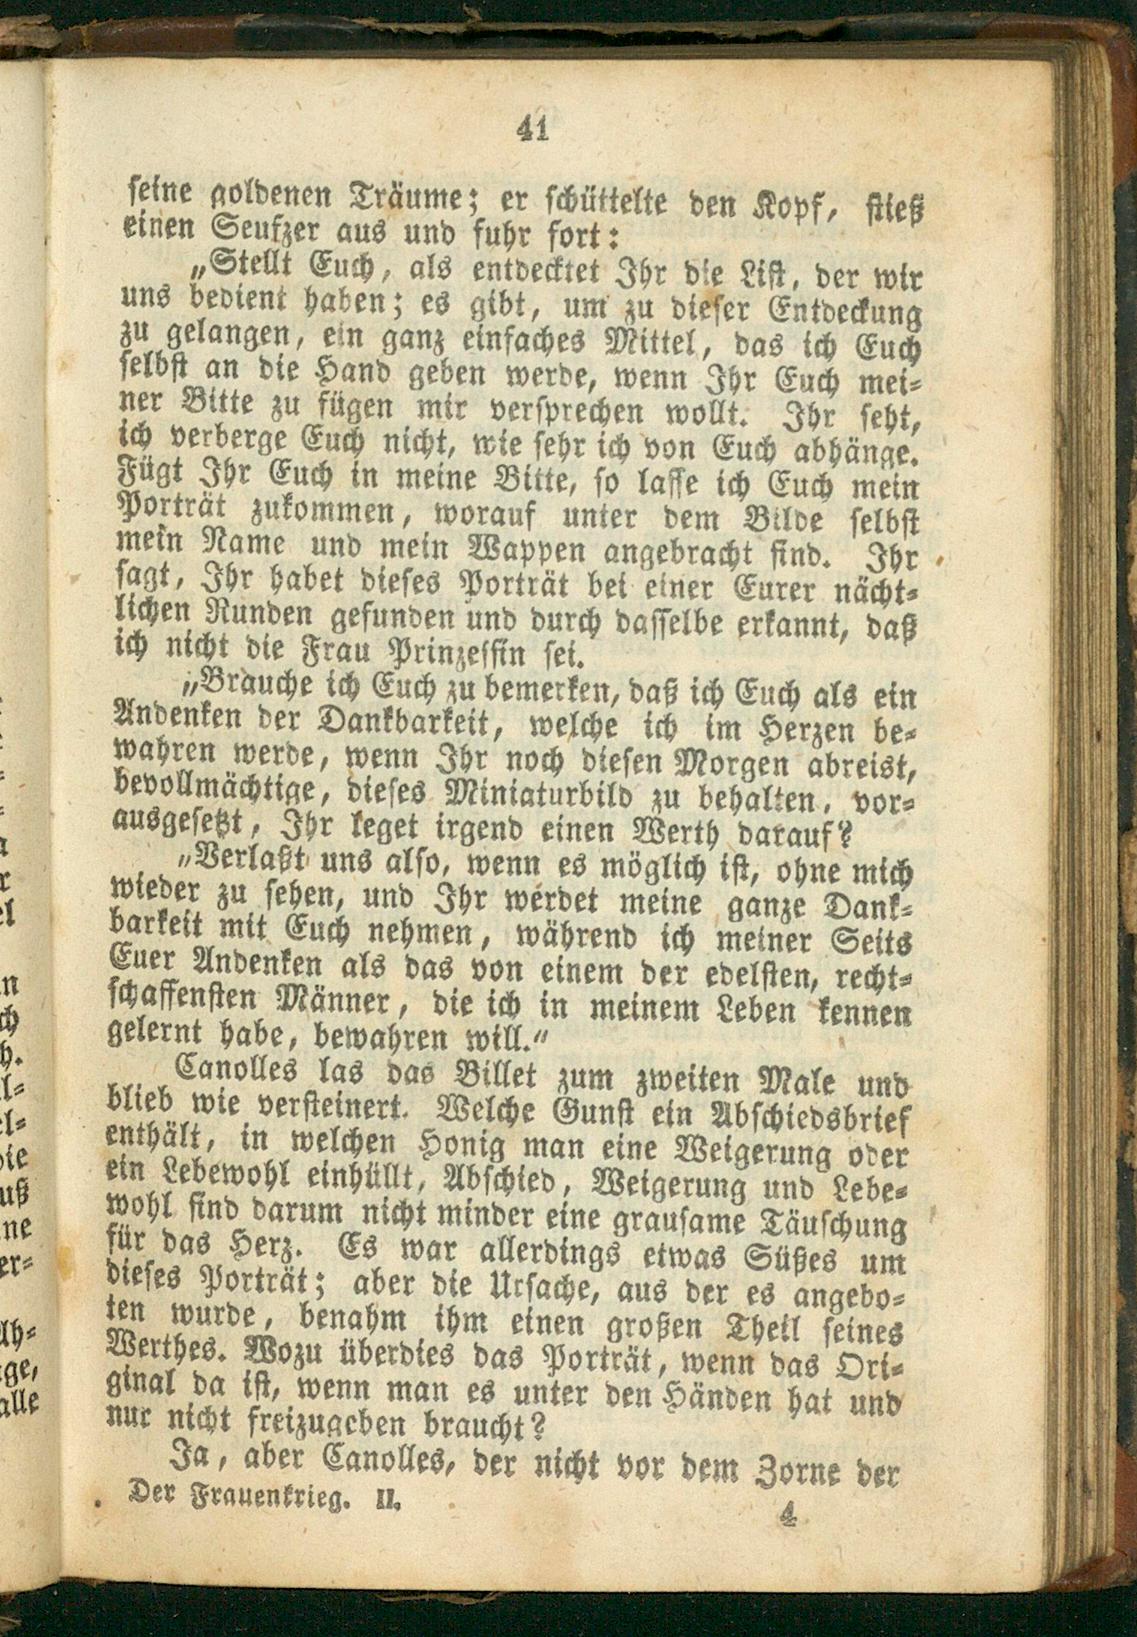 41
seine goldenen Träume; er schüttelte den Kopf, stieß
einen Seufzer aus und fuhr fort:
„Stellt Euch, als entdecktet Ihr die List, der wir
uns bedient haben; es gibt, um zu dieser Entdeckung
zu gelangen, ein ganz einfaches Mittel, das ich Euch
selbst an die Hand geben werde, wenn Ihr Euch mei-
ner Bitte zu fügen mir versprechen wollt. Ihr seht,
ich verberge Euch nicht, wie sehr ich von Euch abhänge.
Fügt Ihr Euch in meine Bitte, so lasse ich Euch mein
Porträt zukommen, worauf unter dem Bilde selbst
mein Name und mein Wappen angebracht sind. Ihr
sagt, Ihr habet dieses Porträt bei einer Eurer nächt-
lichen Runden gefunden und durch dasselbe erkannt, daß
ich nicht die Frau Prinzessin sei.
„Brauche ich Euch zu bemerken, daß ich Euch als ein
Andenken der Dankbarkeit, welche ich im Herzen be-
wahren werde, wenn Ihr noch diesen Morgen abreist,
bevollmächtige, dieses Miniaturbild zu behalten, vor-
ausgesetzt, Ihr leget irgend einen Werth darauf?
„Verlaßt uns also, wenn es möglich ist, ohne mich
wieder zu sehen, und Ihr werdet meine ganze Dank-
barkeit mit Euch nehmen, während ich meiner Seits
Euer Andenken als das von einem der edelsten, recht-
schaffensten Männer, die ich in meinem Leben kennen
gelernt habe, bewahren will.“
Canolles las das Billet zum zweiten Male und
blieb wie versteinert. Welche Gunst ein Abschiedsbrief
enthält, in welchen Honig man eine Weigerung oder
ein Lebewohl einhüllt, Abschied, Weigerung und Lebe-
wohl sind darum nicht minder eine grausame Täuschung
für das Herz. Es war allerdings etwas Süßes um
dieses Porträt; aber die Ursache, aus der es angebo-
ten wurde, benahm ihm einen großen Theil seines
Werthes. Wozu überdies das Porträt, wenn das Ori-
ginal da ist, wenn man es unter den Händen hat und
nur nicht freizugeben braucht?
Ja, aber Canolles, der nicht vor dem Zorne der
Der Frauenkrieg. II.
4